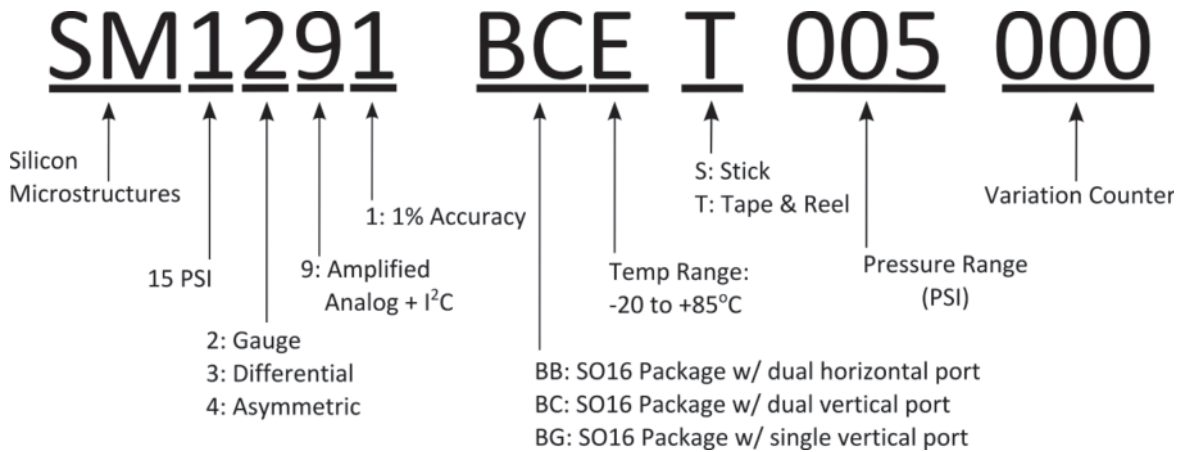 SM1291 BCE T 005 000
Silicon
Microstructures
15 PSI
2: Gauge
3: Differential
4: Asymmetric
9: Amplified
Analog + I²C
1: 1% Accuracy
BB: SO16 Package w/ dual horizontal port
BC: SO16 Package w/ dual vertical port
BG: SO16 Package w/ single vertical port
Temp Range:
-20 to +85°C
S: Stick
T: Tape & Reel
Pressure Range
(PSI)
Variation Counter